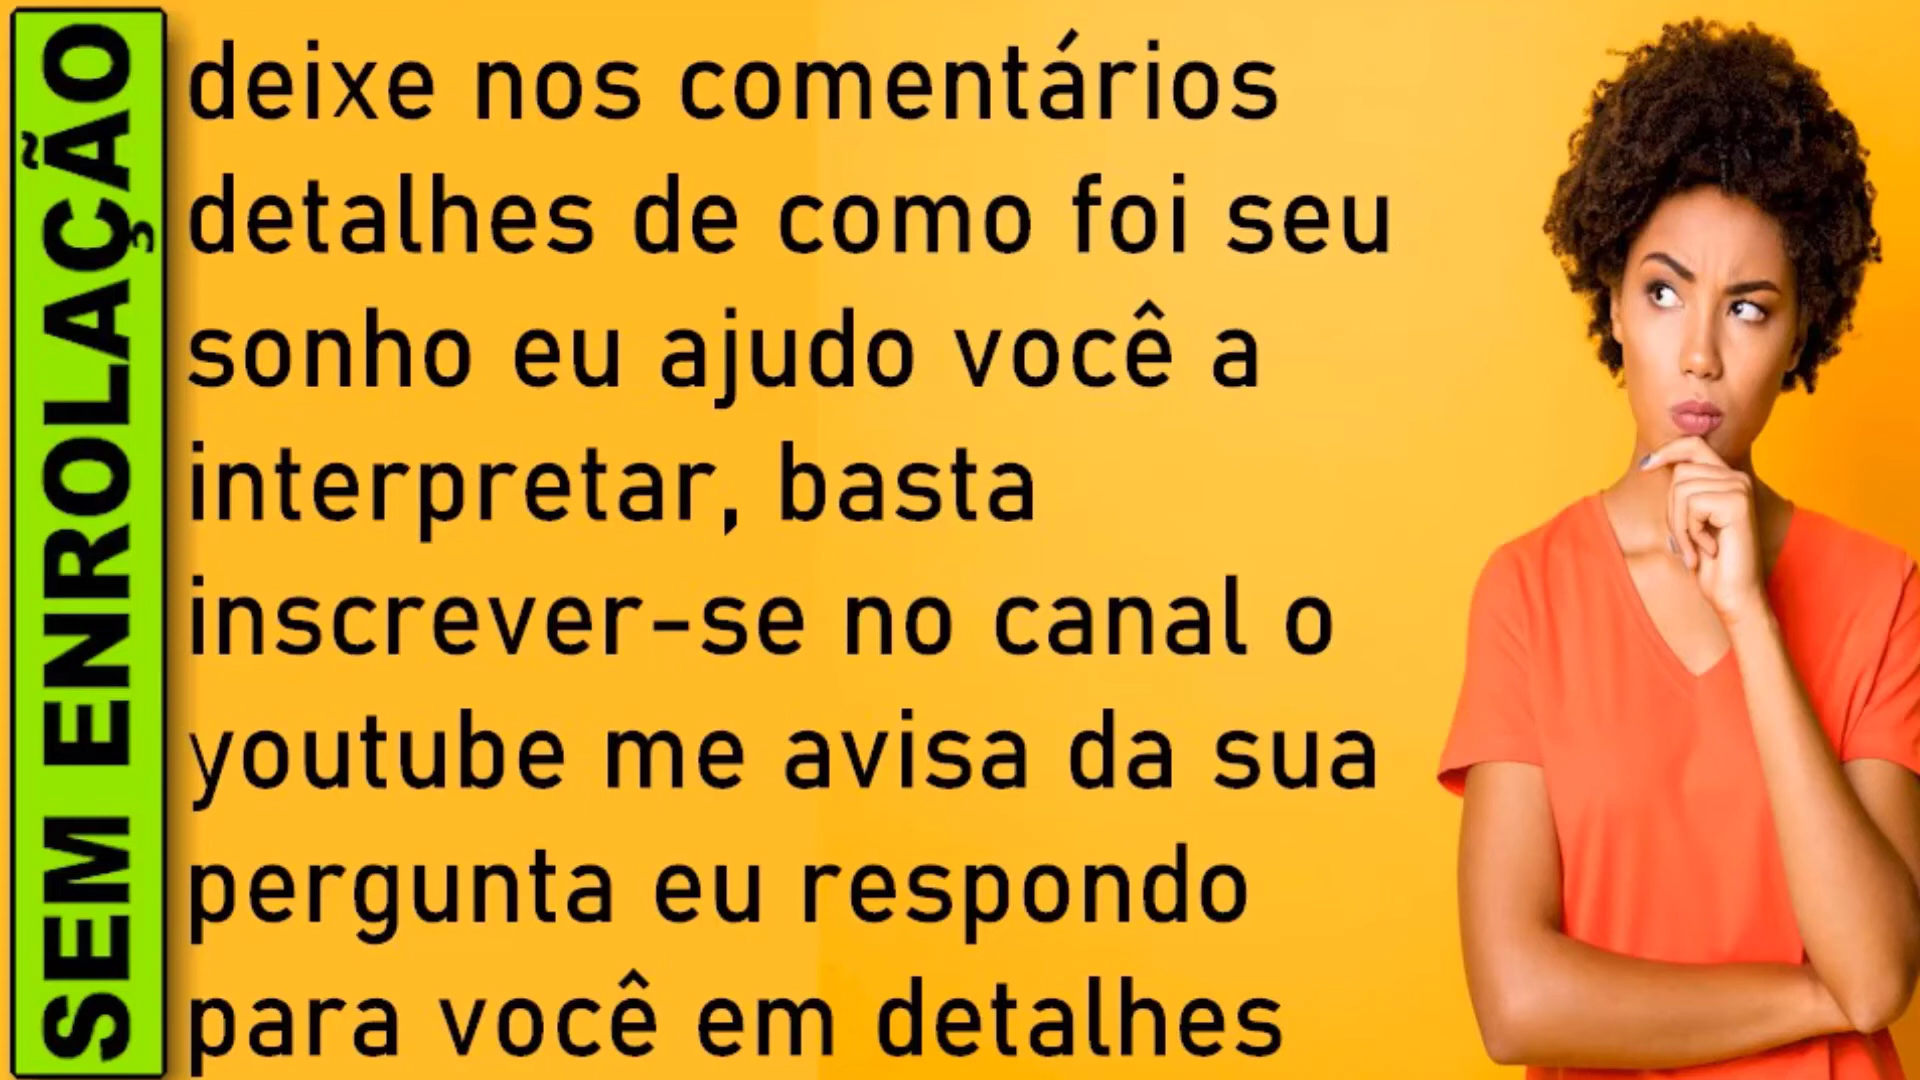 SEM ENROLAÇÃO
deixe nos comentários
detalhes de como foi seu
sonho eu ajudo você a
interpretar, basta
inscrever-se no canal o
youtube me avisa da sua
pergunta eu respondo
para você em detalhes